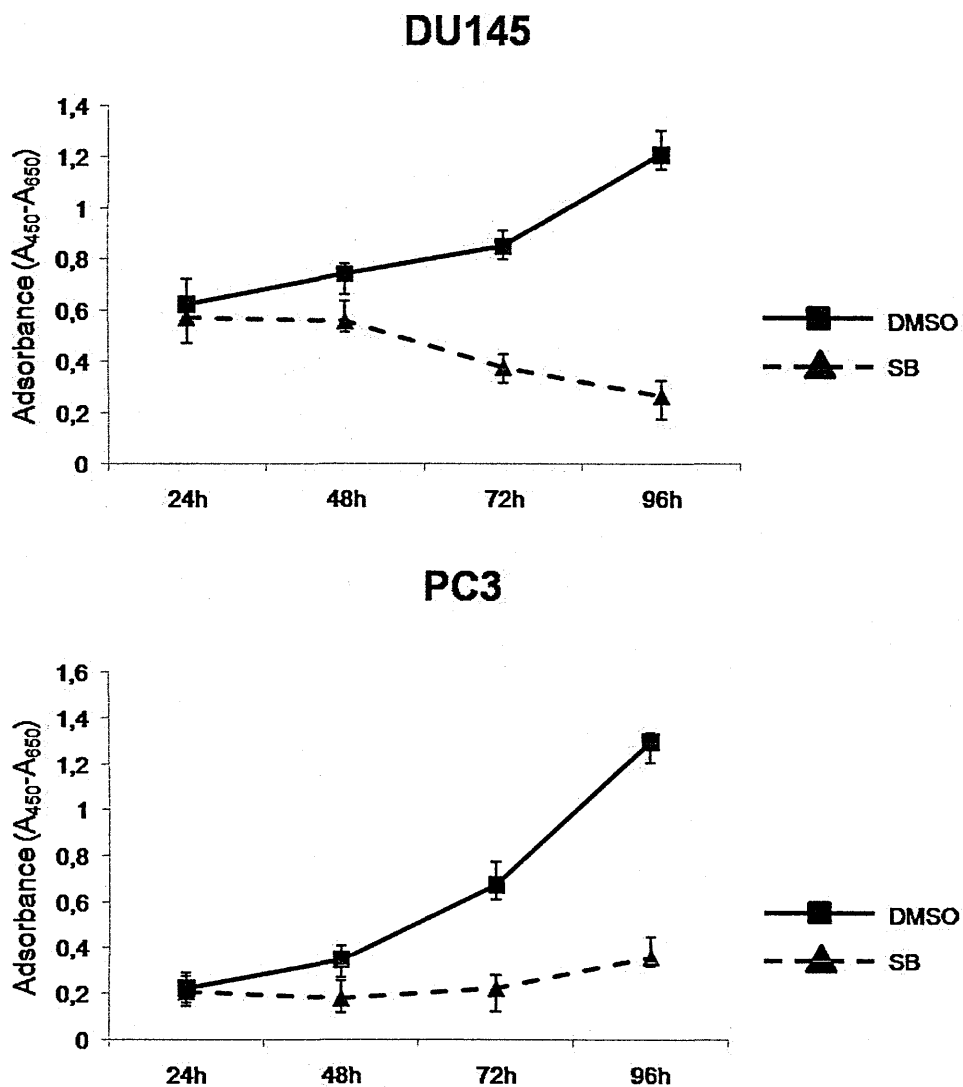 DU145
1,4
1,2
1
0,8
0,6
0,4
0,2
0
Adsorbance (A450-A650)
24h 48h 72h 96h
DMSO
SB
PC3
1,6
1,4
1,2
1
0,8
0,6
0,4
0,2
0
Adsorbance (A450-A650)
24h 48h 72h 96h
DMSO
SB